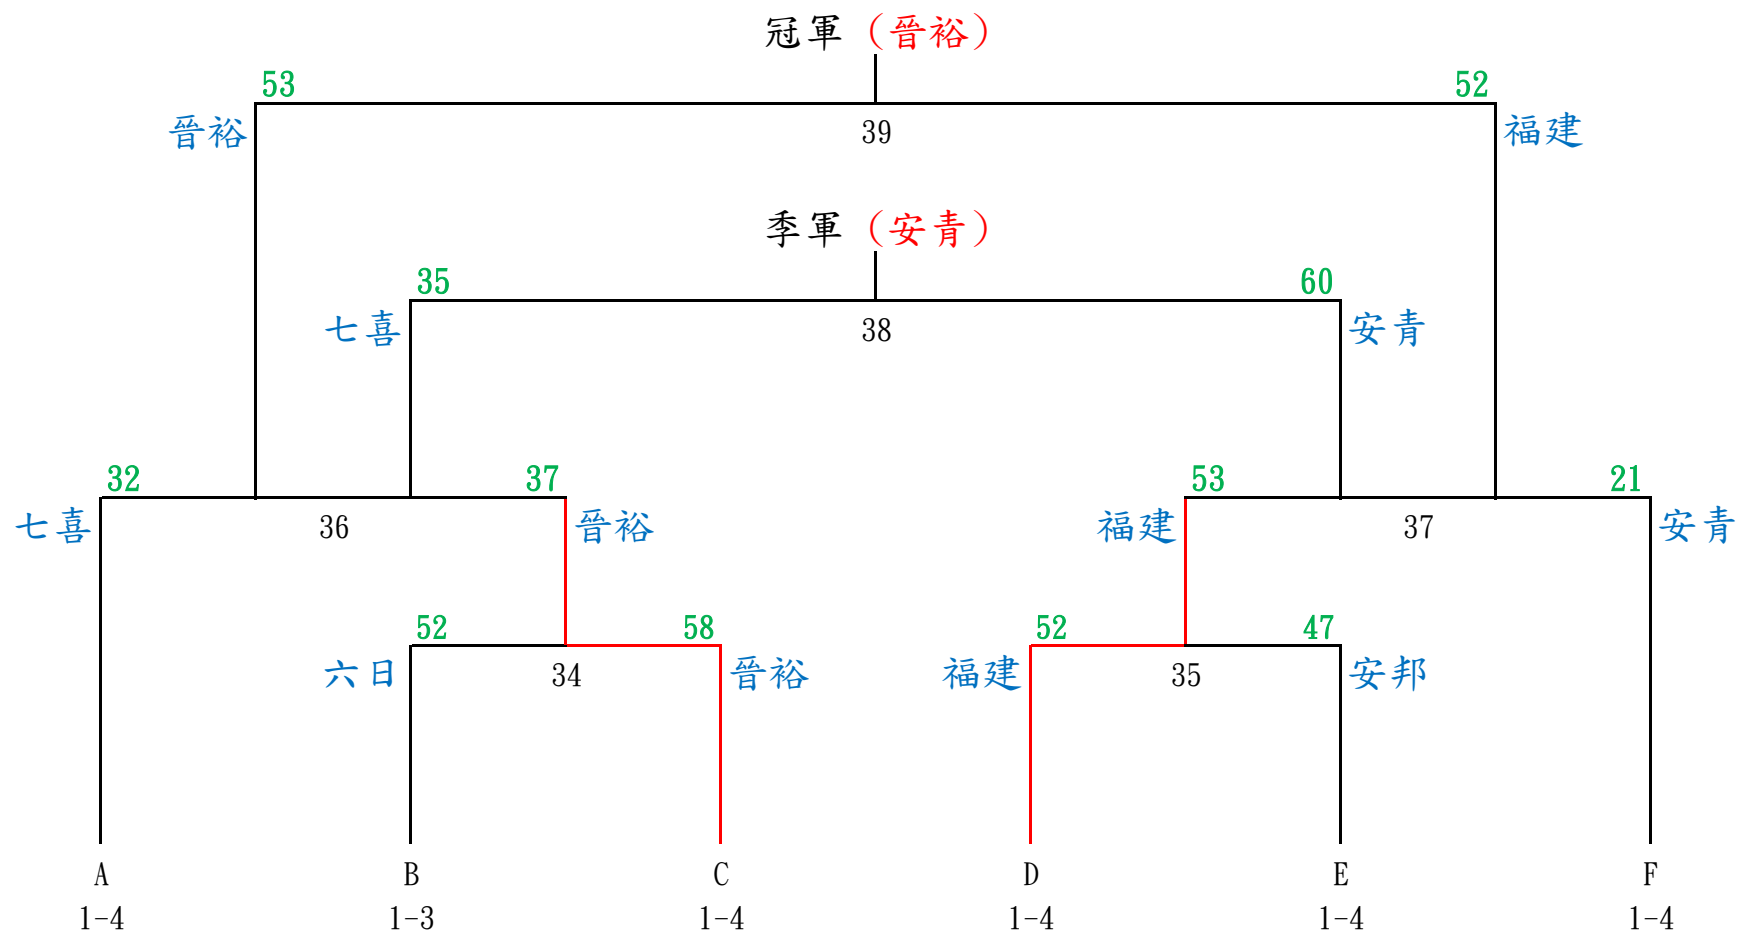 冠軍（晉裕）
53 52
晉裕 39 福建
季軍（安青）
35 60
七喜 38 安青
32 37 53 21
七喜 36 晉裕 福建 37 安青
52 58 52 47
六日 34 晉裕 福建 35 安邦
A B C D E F
1-4 1-3 1-4 1-4 1-4 1-4